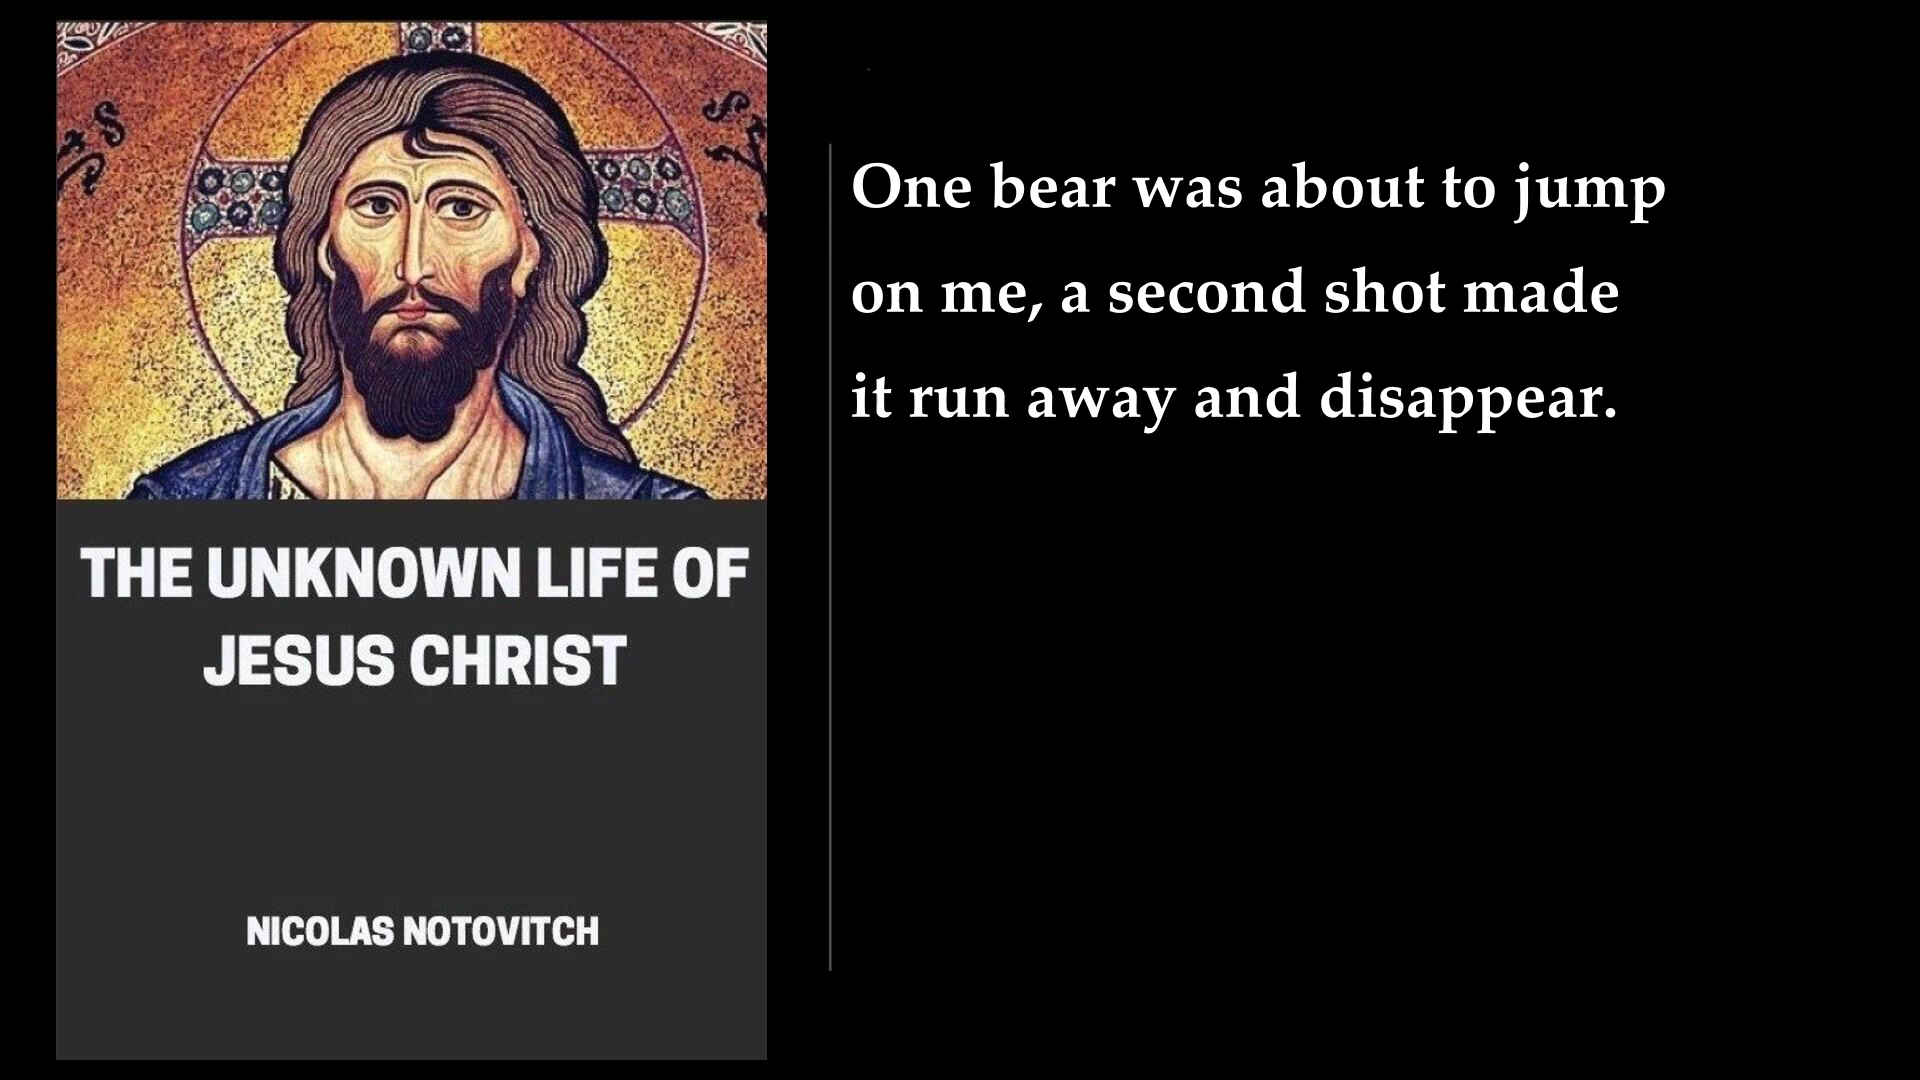 THE UNKNOWN LIFE OF
JESUS CHRIST
NICOLAS NOTOVITCH
One bear was about to jump
on me, a second shot made
it run away and disappear.